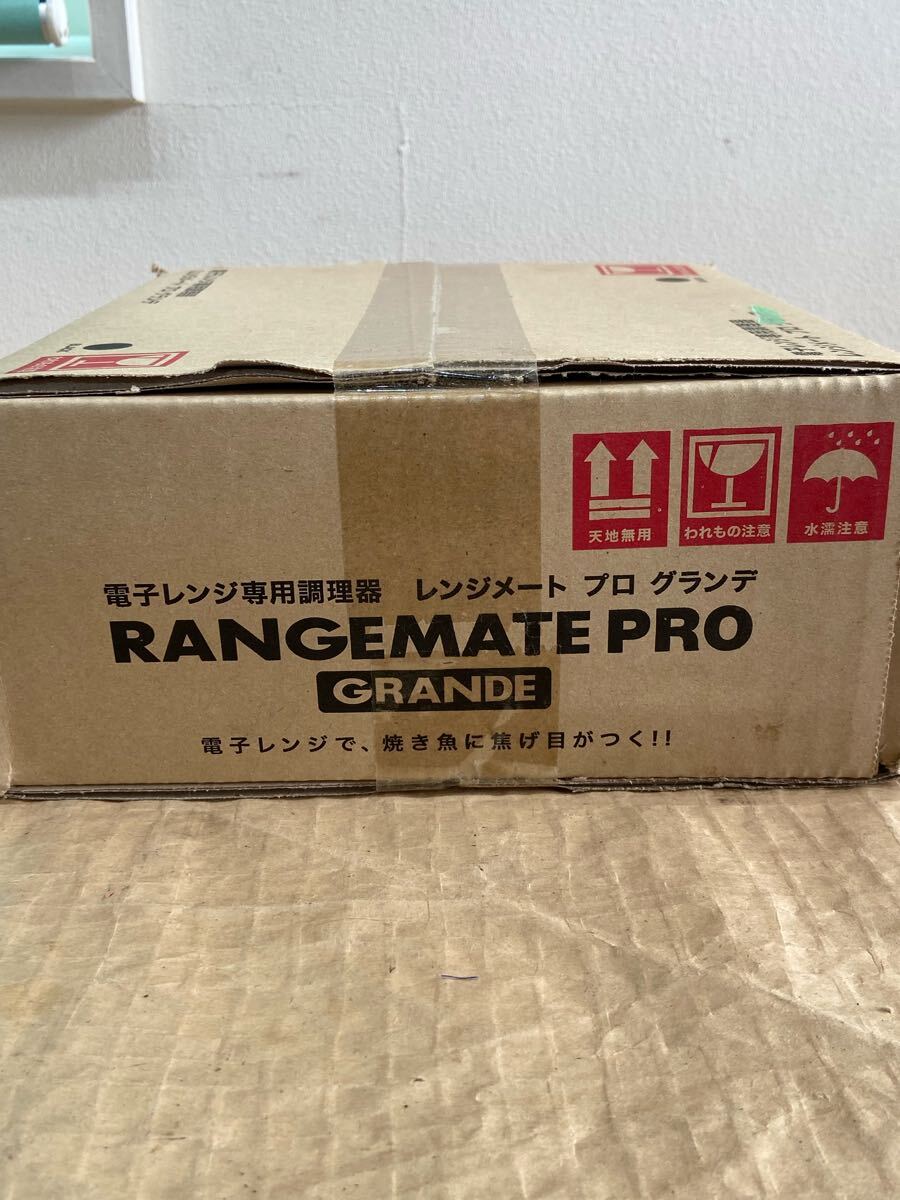 天地無用
われもの注意
水濡注意
電子レンジ専用調理器 レンジメート プロ グランデ
RANGEMATE PRO
GRANDE
電子レンジで、焼き魚に焦げ目がつく!!